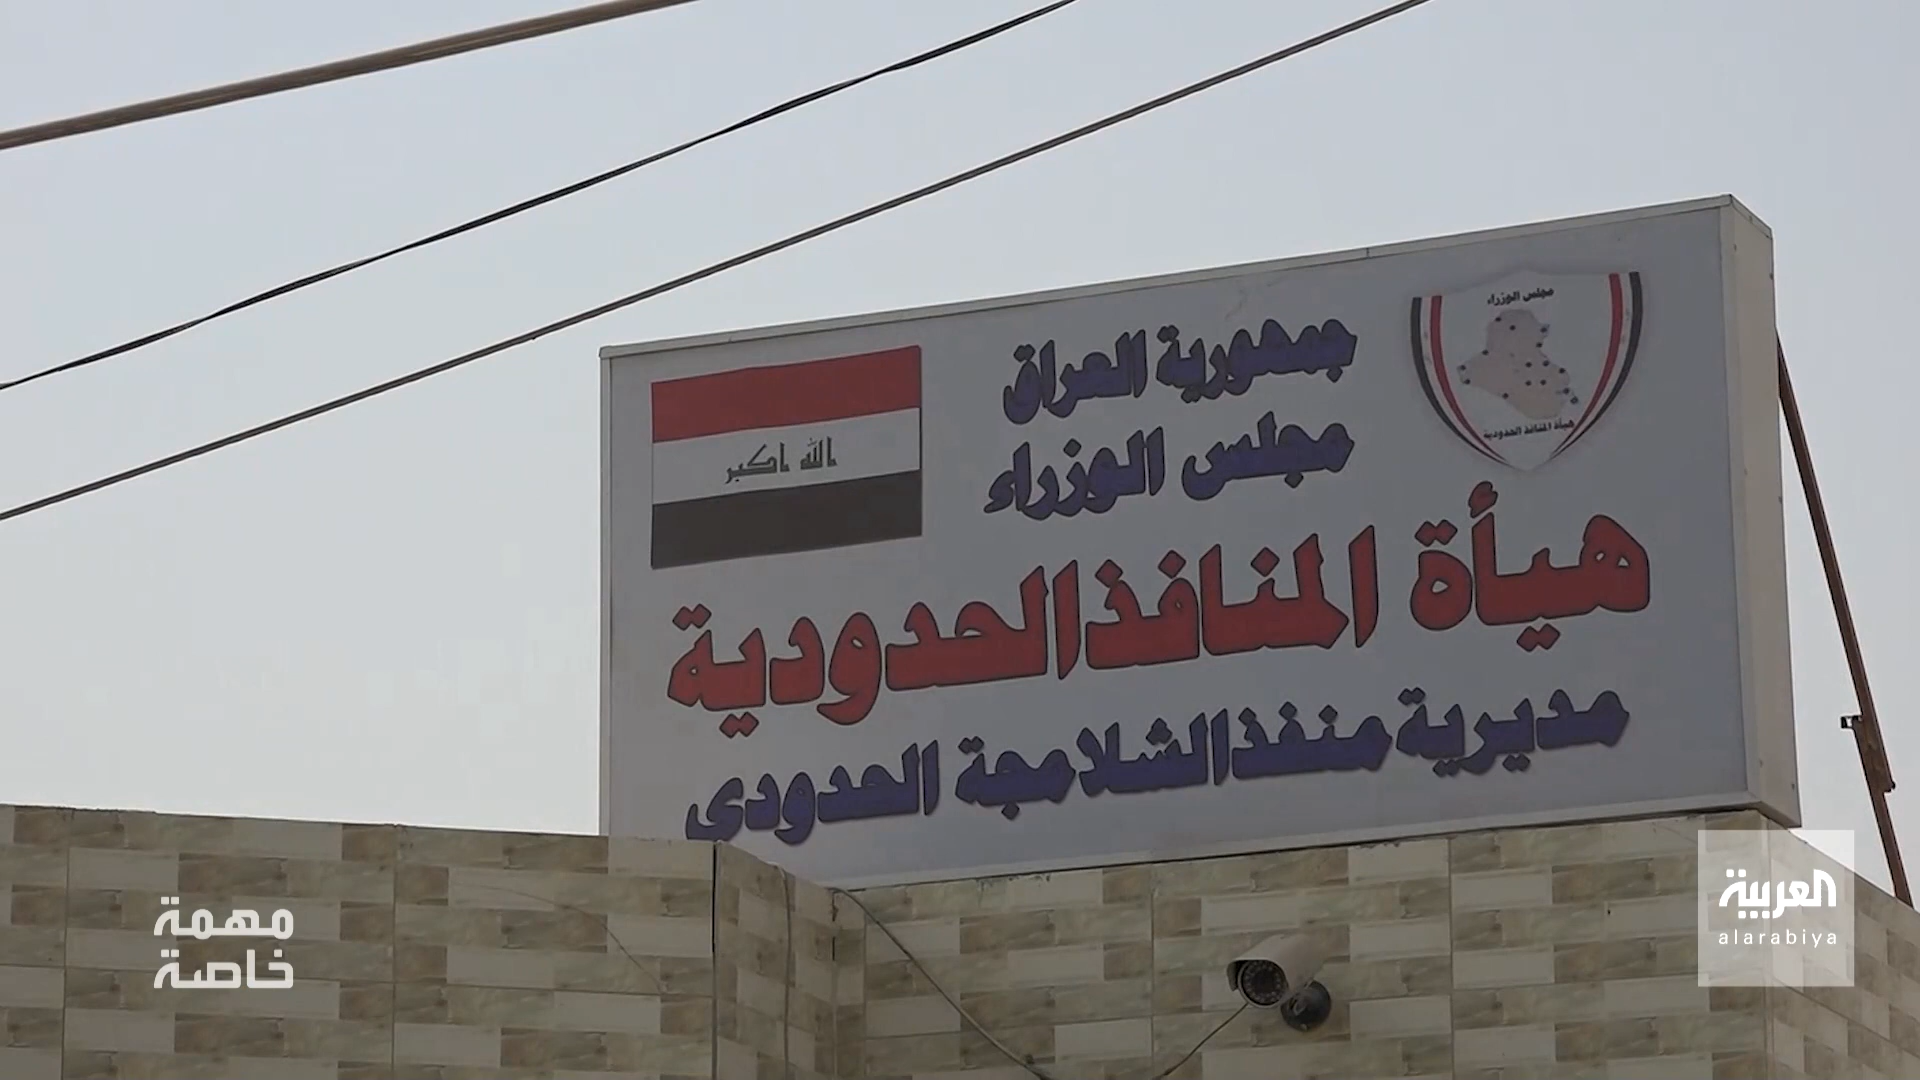 مجلس الوزراء
هيأة المنافذ الحدودية
جمهورية العراق
مجلس الوزراء
الله اكبر
هيأة المنافذ الحدودية
مديرية منفذ الشلامجة الحدودي
مهمة
خاصة
العربية
alarabiya